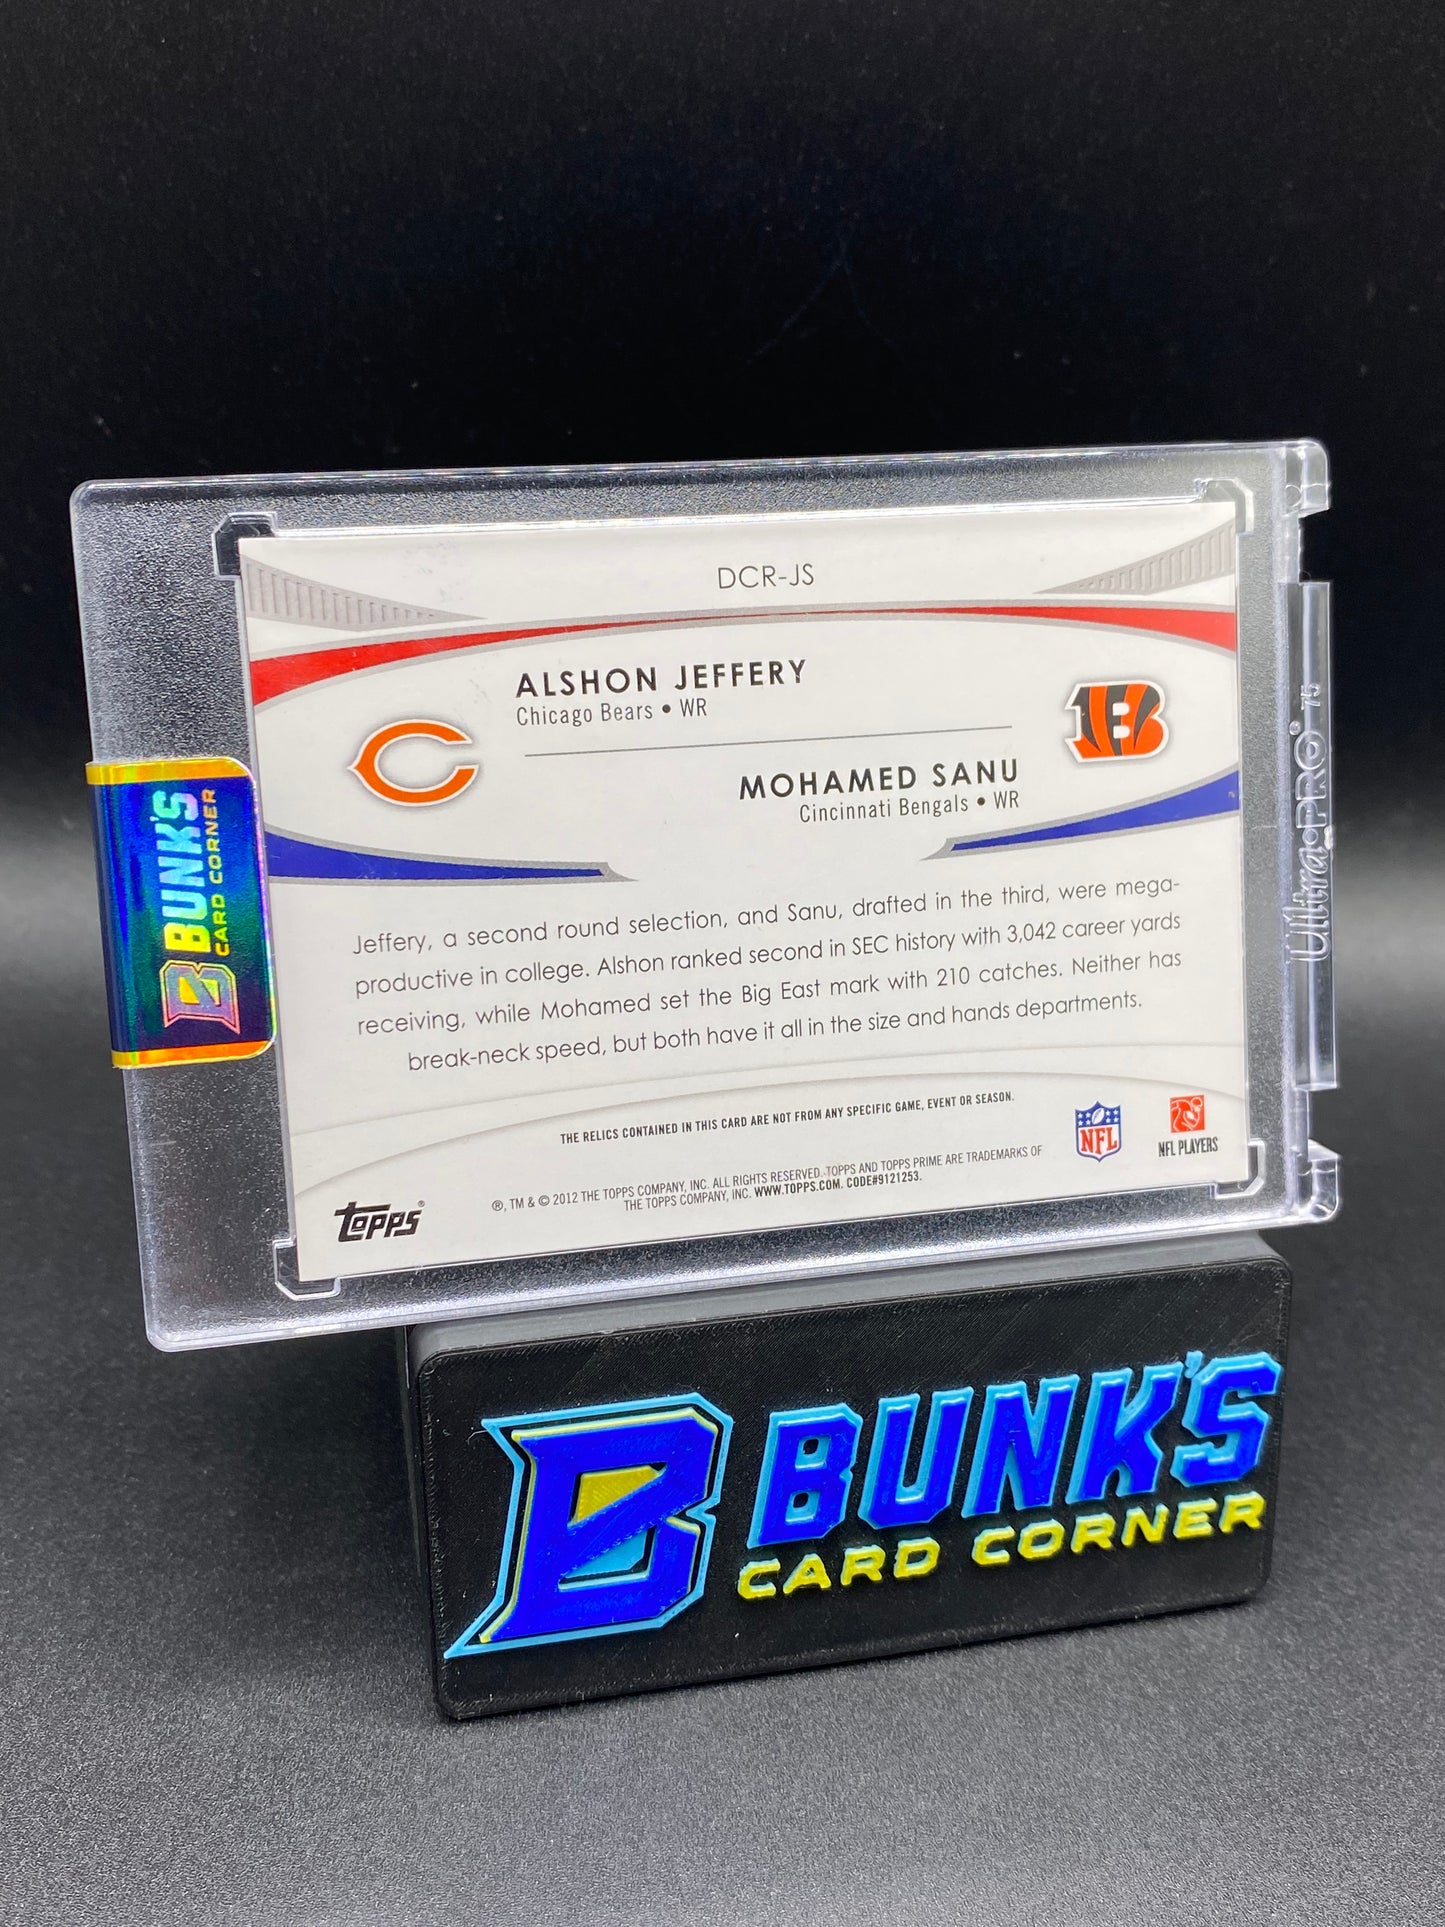 DCR-JS
ALSHON JEFFERY
Chicago Bears • WR
MOHAMED SANU
Cincinnati Bengals • WR
B
Jeffery, a second round selection, and Sanu, drafted in the third, were mega-
productive in college. Alshon ranked second in SEC history with 3,042 career yards
receiving, while Mohamed set the Big East mark with 210 catches. Neither has
break-neck speed, but both have it all in the size and hands departments.
THE RELICS CONTAINED IN THIS CARD ARE NOT FROM ANY SPECIFIC GAME, EVENT OR SEASON.
NFL
NFL PLAYERS
®, TM & © 2012 THE TOPPS COMPANY, INC. ALL RIGHTS RESERVED. TOPPS AND TOPPS PRIME ARE TRADEMARKS OF
THE TOPPS COMPANY, INC. WWW.TOPPS.COM. CODE#9121253.
Topps®
B BUNK'S
CARD CORNER
Ultra•PRO® 75
B BUNK'S
CARD CORNER